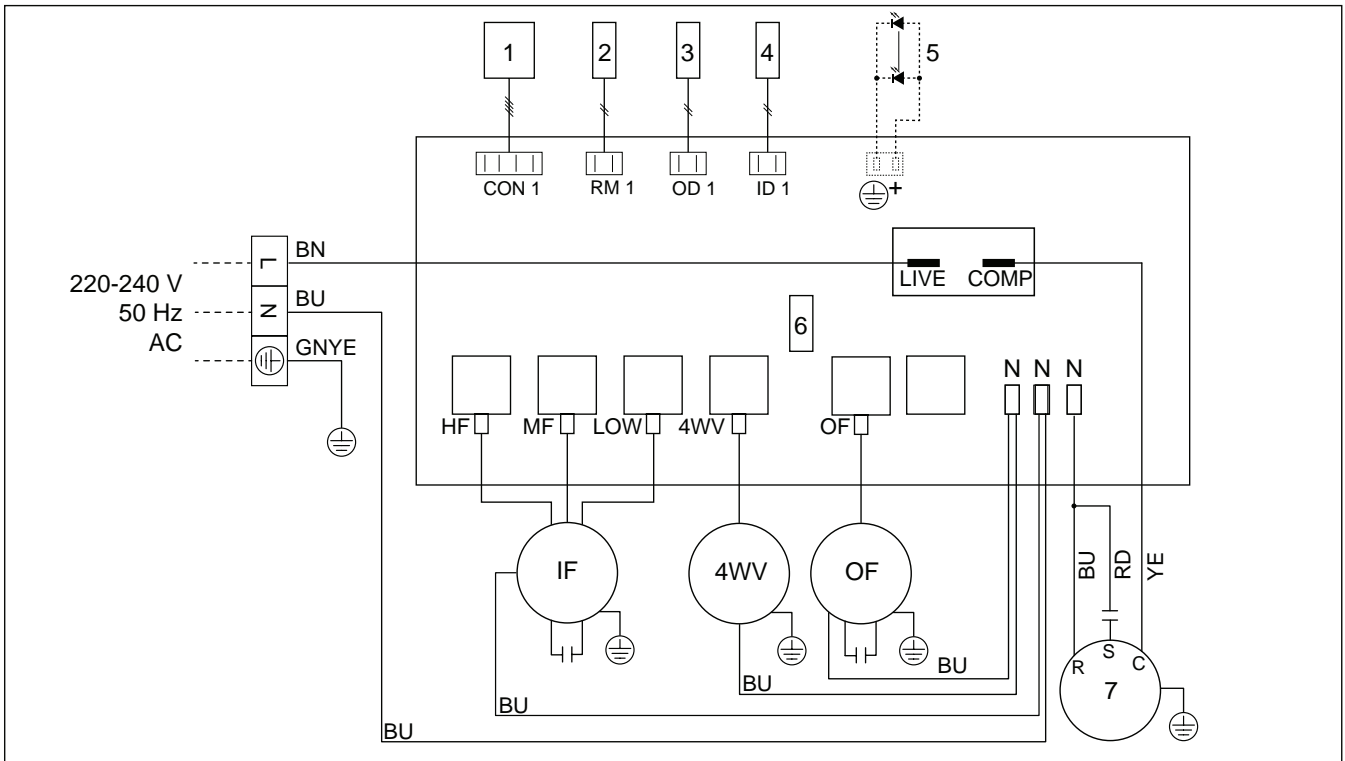 1 2 3 4 5
CON 1 RM 1 OD 1 ID 1 +
L BN
220-240 V
50 Hz
AC
N BU
GNYE
LIVE COMP
6
N N N
HF MF LOW 4WV OF
IF 4WV OF
BU RD YE
R S C
7
BU
BU
BU
BU